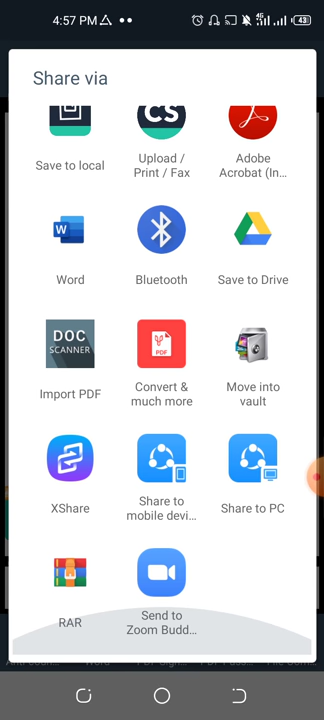 4:57 PM
4G
43
Share via
CS
Save to local
Upload /
Print / Fax
Adobe
Acrobat (In...
W
Word
Bluetooth
Save to Drive
DOC
SCANNER
PDF
Import PDF
Convert &
much more
Move into
vault
XShare
Share to
mobile devi...
Share to PC
RAR
Send to
Zoom Budd...